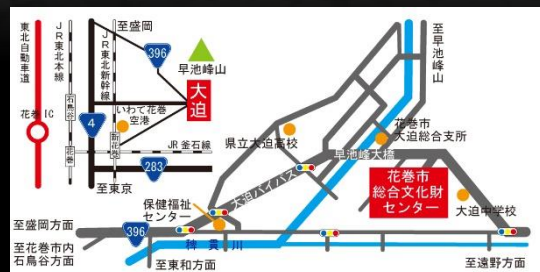 至盛岡
東北自動車道
JR東北本線
JR東北新幹線
396
早池峰山
大迫
石鳥谷
花巻IC
いわて花巻
空港
4
花巻
新花巻
JR釜石線
283
至東京
至早池峰山
花巻市
大迫総合支所
県立大迫高校
早池峰大橋
大迫バイパス
花巻市
総合文化財
センター
保健福祉
センター
大迫中学校
至盛岡方面
396
稗貫川
至花巻市内
石鳥谷方面
至東和方面
至遠野方面